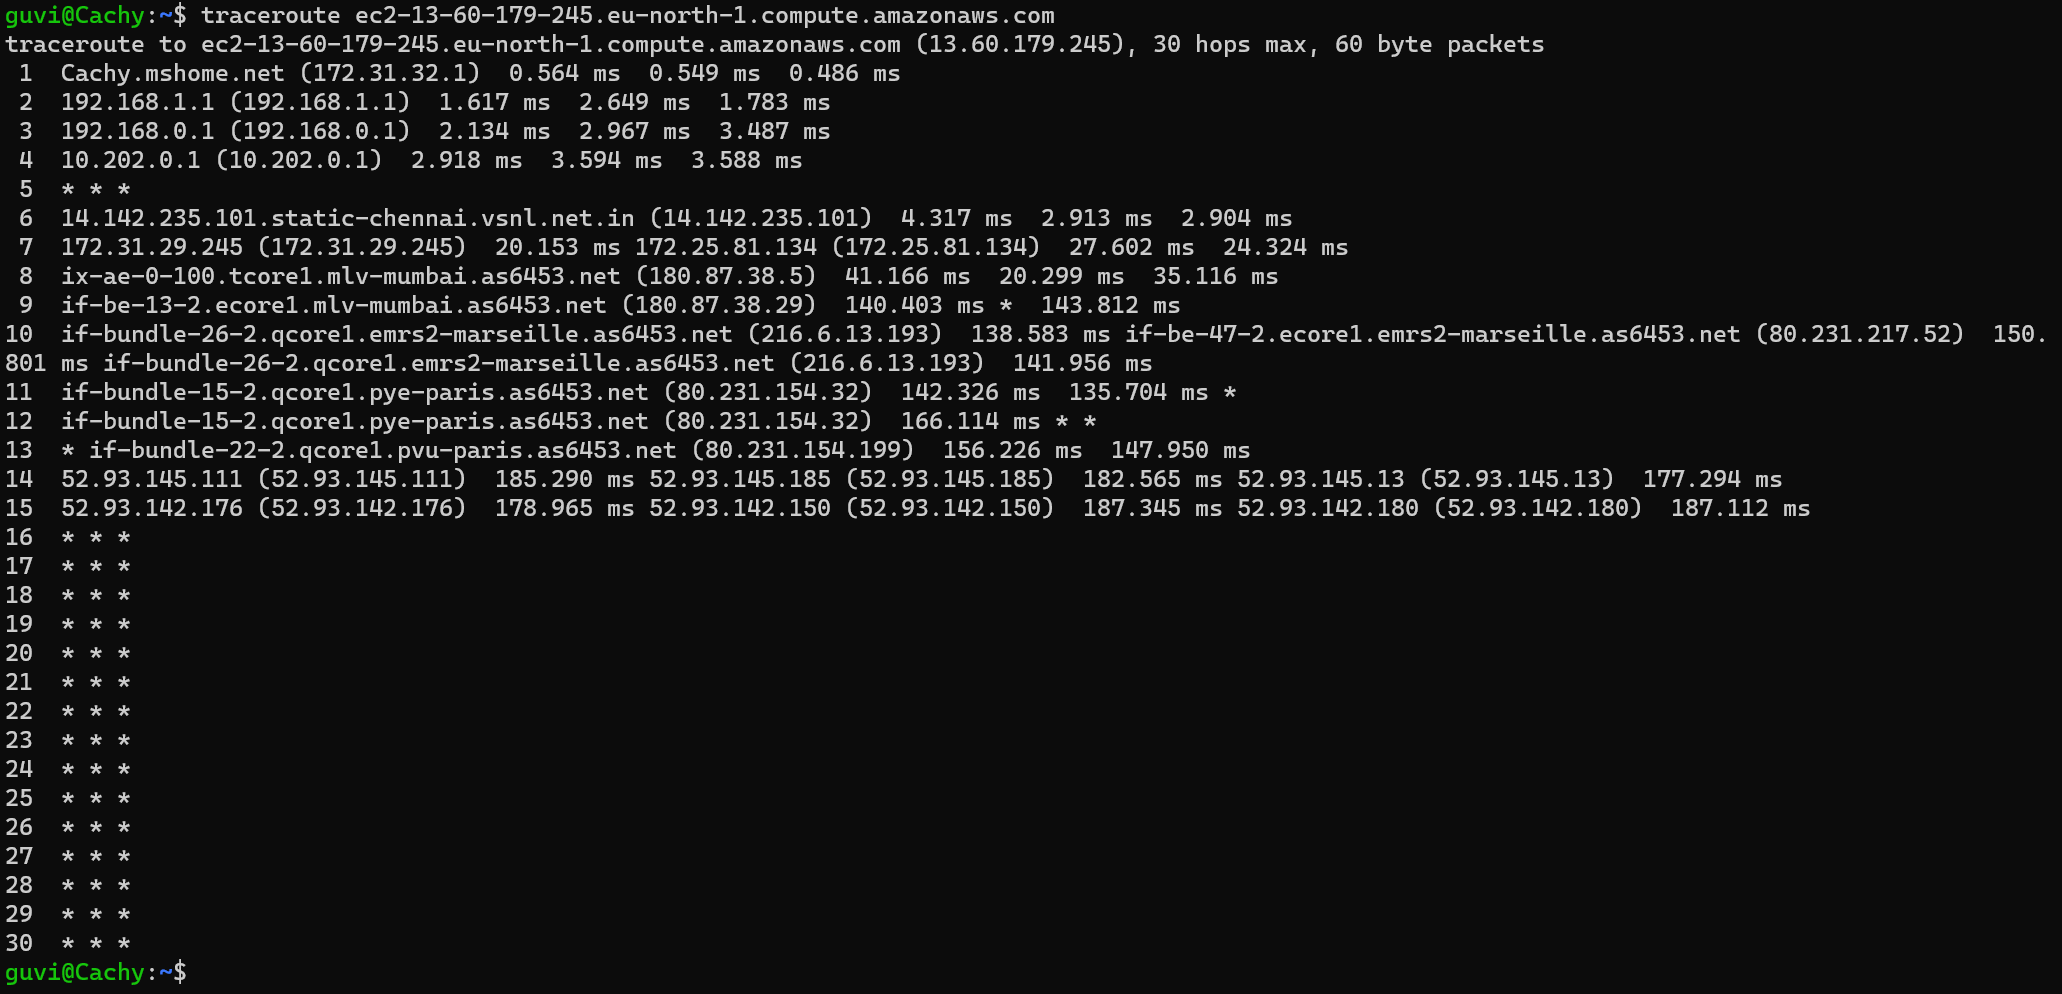 guvi@Cachy:~$ traceroute ec2-13-60-179-245.eu-north-1.compute.amazonaws.com
traceroute to ec2-13-60-179-245.eu-north-1.compute.amazonaws.com (13.60.179.245), 30 hops max, 60 byte packets
 1  Cachy.mshome.net (172.31.32.1)  0.564 ms  0.549 ms  0.486 ms
 2  192.168.1.1 (192.168.1.1)  1.617 ms  2.649 ms  1.783 ms
 3  192.168.0.1 (192.168.0.1)  2.134 ms  2.967 ms  3.487 ms
 4  10.202.0.1 (10.202.0.1)  2.918 ms  3.594 ms  3.588 ms
 5  * * *
 6  14.142.235.101.static-chennai.vsnl.net.in (14.142.235.101)  4.317 ms  2.913 ms  2.904 ms
 7  172.31.29.245 (172.31.29.245)  20.153 ms 172.25.81.134 (172.25.81.134)  27.602 ms  24.324 ms
 8  ix-ae-0-100.tcore1.mlv-mumbai.as6453.net (180.87.38.5)  41.166 ms  20.299 ms  35.116 ms
 9  if-be-13-2.ecore1.mlv-mumbai.as6453.net (180.87.38.29)  140.403 ms *  143.812 ms
10  if-bundle-26-2.qcore1.emrs2-marseille.as6453.net (216.6.13.193)  138.583 ms if-be-47-2.ecore1.emrs2-marseille.as6453.net (80.231.217.52)  150.
801 ms if-bundle-26-2.qcore1.emrs2-marseille.as6453.net (216.6.13.193)  141.956 ms
11  if-bundle-15-2.qcore1.pye-paris.as6453.net (80.231.154.32)  142.326 ms  135.704 ms *
12  if-bundle-15-2.qcore1.pye-paris.as6453.net (80.231.154.32)  166.114 ms * *
13  * if-bundle-22-2.qcore1.pvu-paris.as6453.net (80.231.154.199)  156.226 ms  147.950 ms
14  52.93.145.111 (52.93.145.111)  185.290 ms 52.93.145.185 (52.93.145.185)  182.565 ms 52.93.145.13 (52.93.145.13)  177.294 ms
15  52.93.142.176 (52.93.142.176)  178.965 ms 52.93.142.150 (52.93.142.150)  187.345 ms 52.93.142.180 (52.93.142.180)  187.112 ms
16  * * *
17  * * *
18  * * *
19  * * *
20  * * *
21  * * *
22  * * *
23  * * *
24  * * *
25  * * *
26  * * *
27  * * *
28  * * *
29  * * *
30  * * *
guvi@Cachy:~$